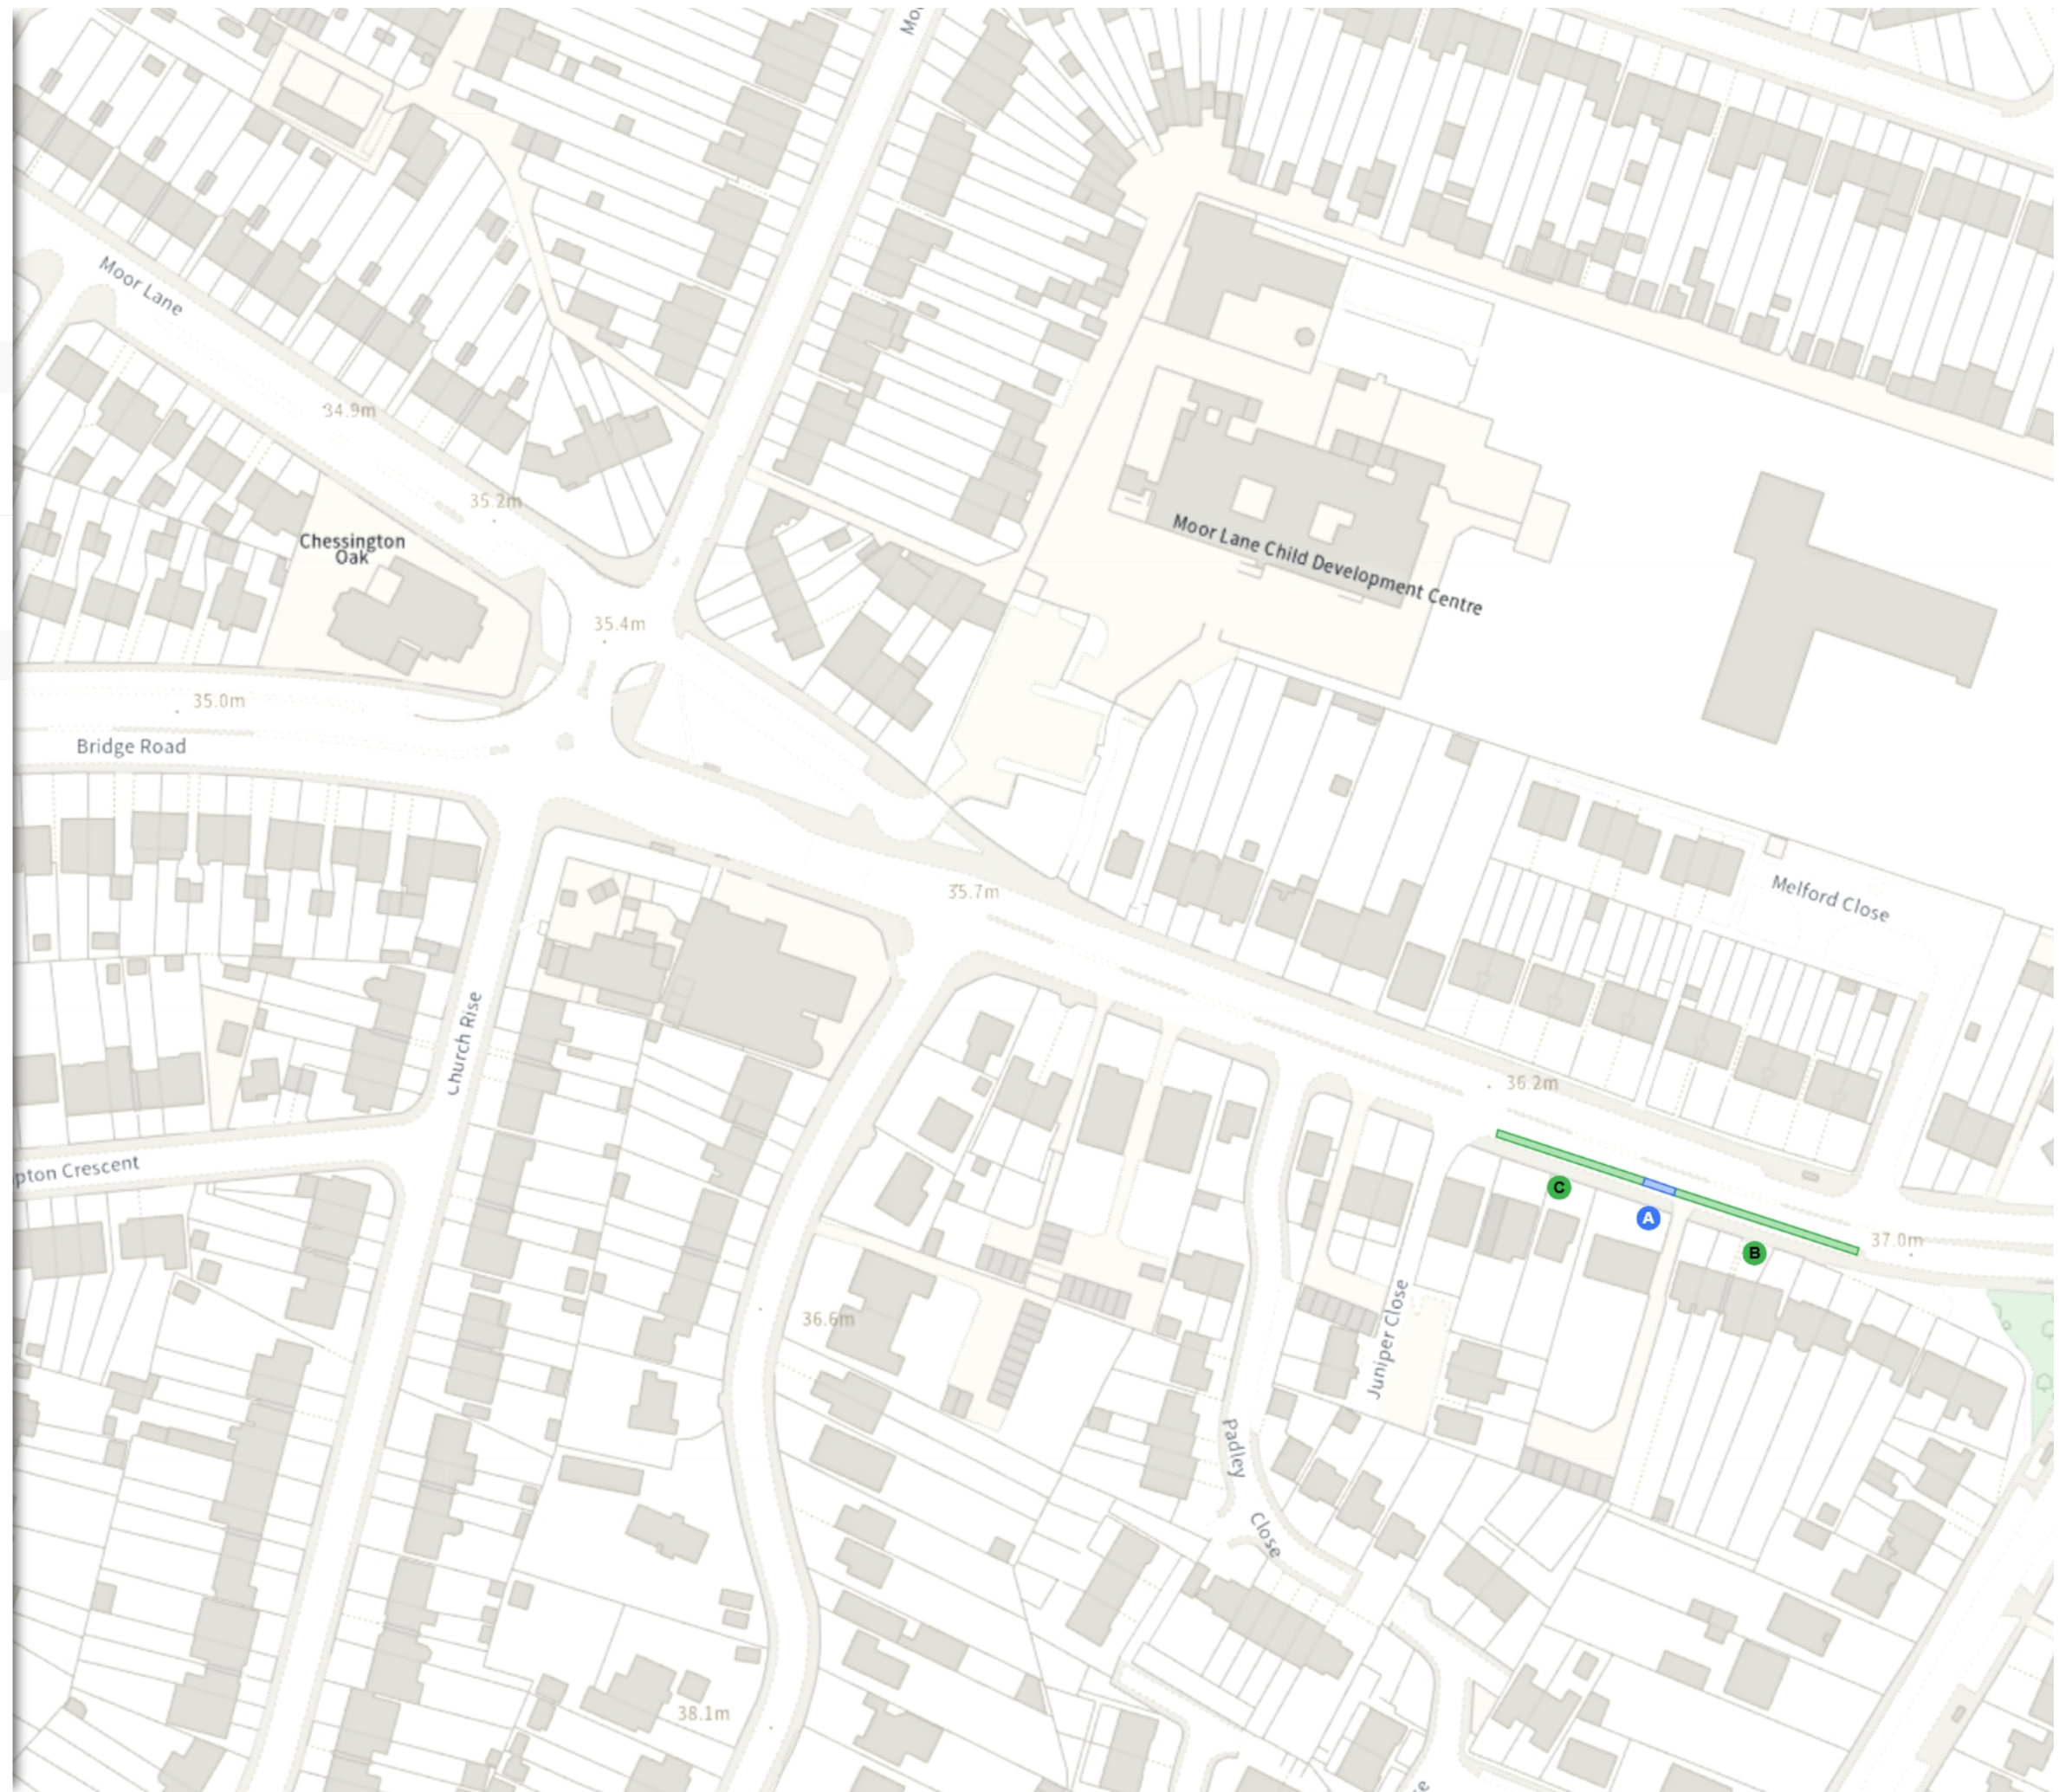 Moor Lane
34.9m
35.2m
Chessington
Oak
35.4m
35.0m
Bridge Road
Moor Lane Child Development Centre
35.7m
Melford Close
Church Rise
36.2m
C
A
B
37.0m
pton Crescent
36.6m
Juniper Close
Padley
Close
38.1m